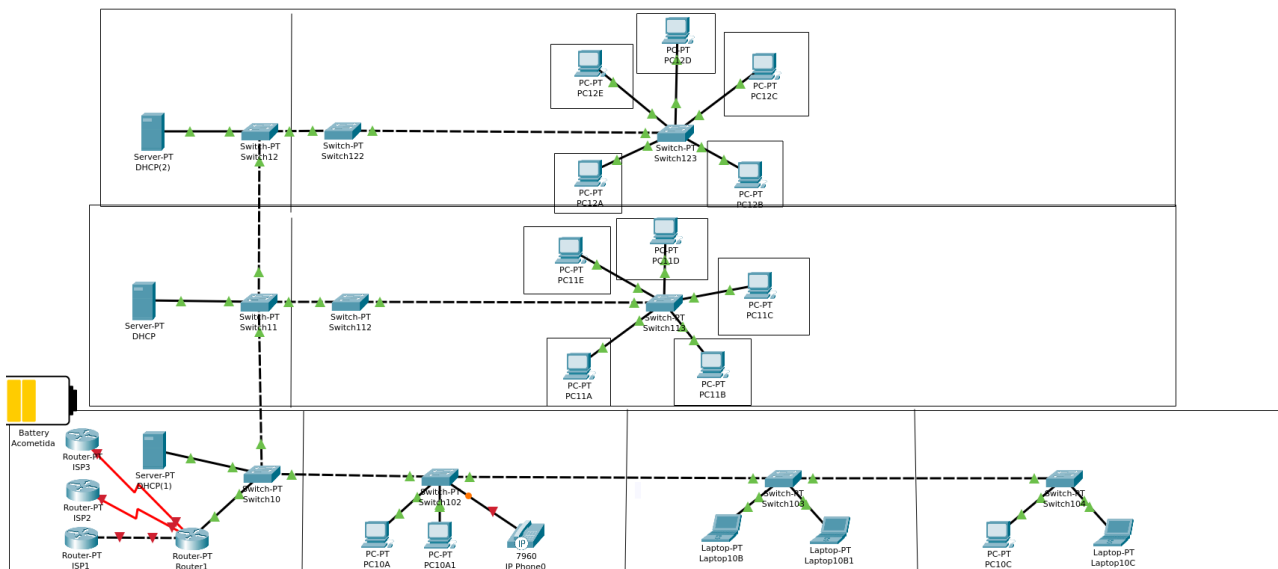 PC-PT
PC12D
PC-PT
PC12E
PC-PT
PC12C
Server-PT
DHCP(2)
Switch-PT
Switch12
Switch-PT
Switch122
Switch-PT
Switch123
PC-PT
PC12A
PC-PT
PC12B
PC-PT
PC11D
PC-PT
PC11E
PC-PT
PC11C
Server-PT
DHCP
Switch-PT
Switch11
Switch-PT
Switch112
Switch-PT
Switch113
PC-PT
PC11A
PC-PT
PC11B
Battery
Acometida
Router-PT
ISP3
Server-PT
DHCP(1)
Switch-PT
Switch10
Router-PT
ISP2
Router-PT
ISP1
Router-PT
Router1
Switch-PT
Switch102
PC-PT
PC10A
PC-PT
PC10A1
IP
7960
IP Phone0
Switch-PT
Switch103
Laptop-PT
Laptop10B
Laptop-PT
Laptop10B1
Switch-PT
Switch104
PC-PT
PC10C
Laptop-PT
Laptop10C